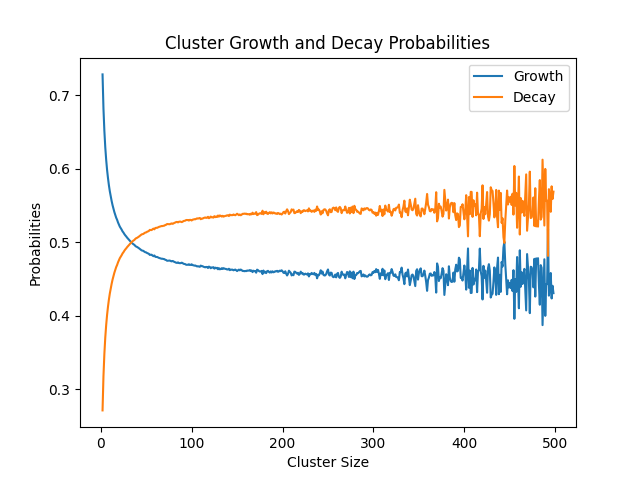 Cluster Growth and Decay Probabilities
Growth
Decay
0.7
0.6
0.5
0.4
0.3
Probabilities
0 100 200 300 400 500
Cluster Size